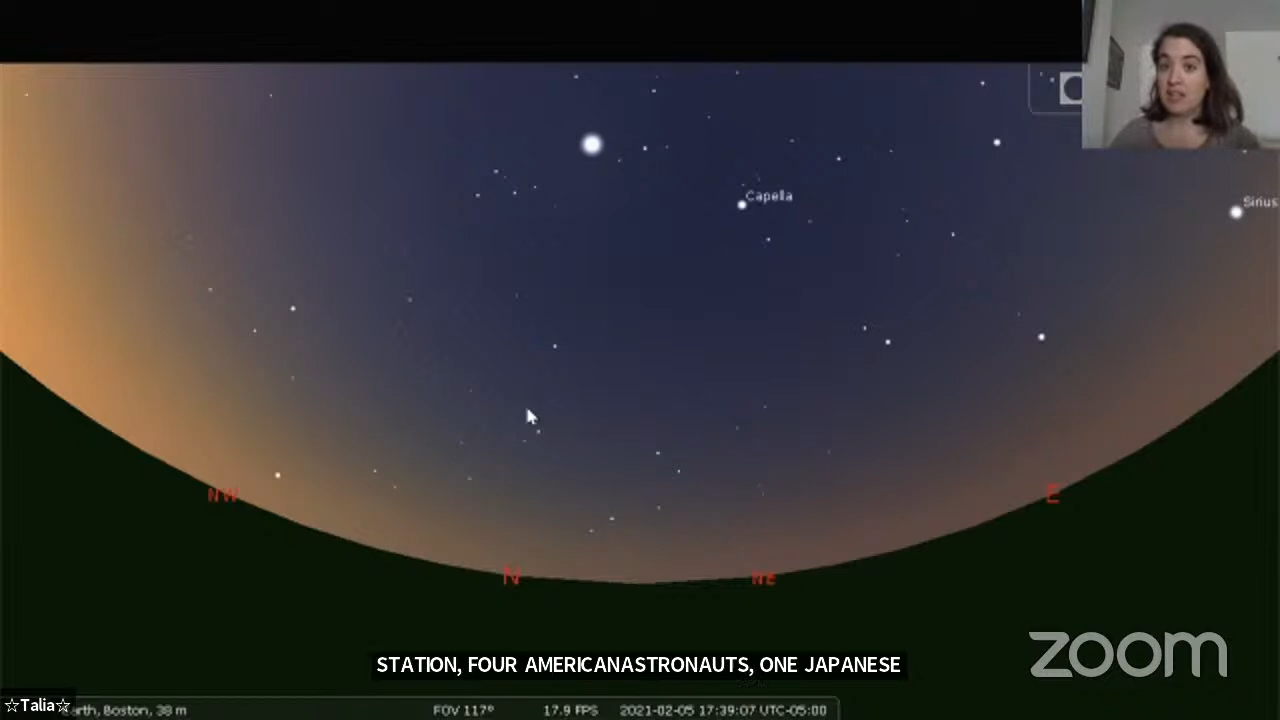 Capella
Sirius
NW
E
N
NE
STATION, FOUR AMERICANASTRONAUTS, ONE JAPANESE
zoom
☆Talia☆
Earth, Boston, 38 m
FOV 117°
17.9 FPS
2021-02-05 17:39:07 UTC-05:00